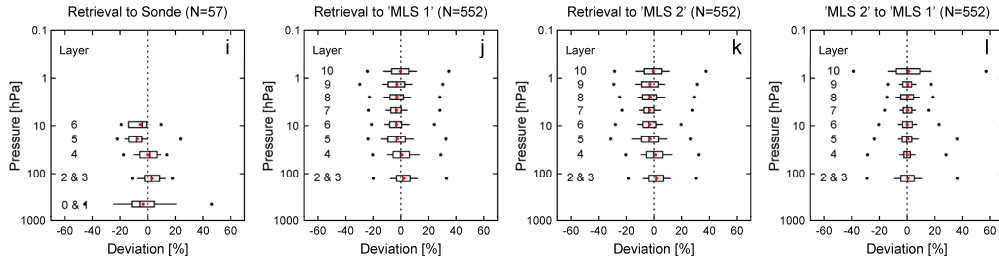 Retrieval to Sonde (N=57)
Retrieval to 'MLS 1' (N=552)
Retrieval to 'MLS 2' (N=552)
'MLS 2' to 'MLS 1' (N=552)
Pressure [hPa]
0.1
1
10
100
1000
Layer
i
6
5
4
2 & 3
0 & 1
-60 -40 -20 0 20 40 60
Deviation [%]
Pressure [hPa]
0.1
1
10
100
1000
Layer
j
10
9
8
7
6
5
4
2 & 3
-60 -40 -20 0 20 40 60
Deviation [%]
Pressure [hPa]
0.1
1
10
100
1000
Layer
k
10
9
8
7
6
5
4
2 & 3
-60 -40 -20 0 20 40 60
Deviation [%]
Pressure [hPa]
0.1
1
10
100
1000
Layer
l
10
9
8
7
6
5
4
2 & 3
-60 -40 -20 0 20 40 60
Deviation [%]